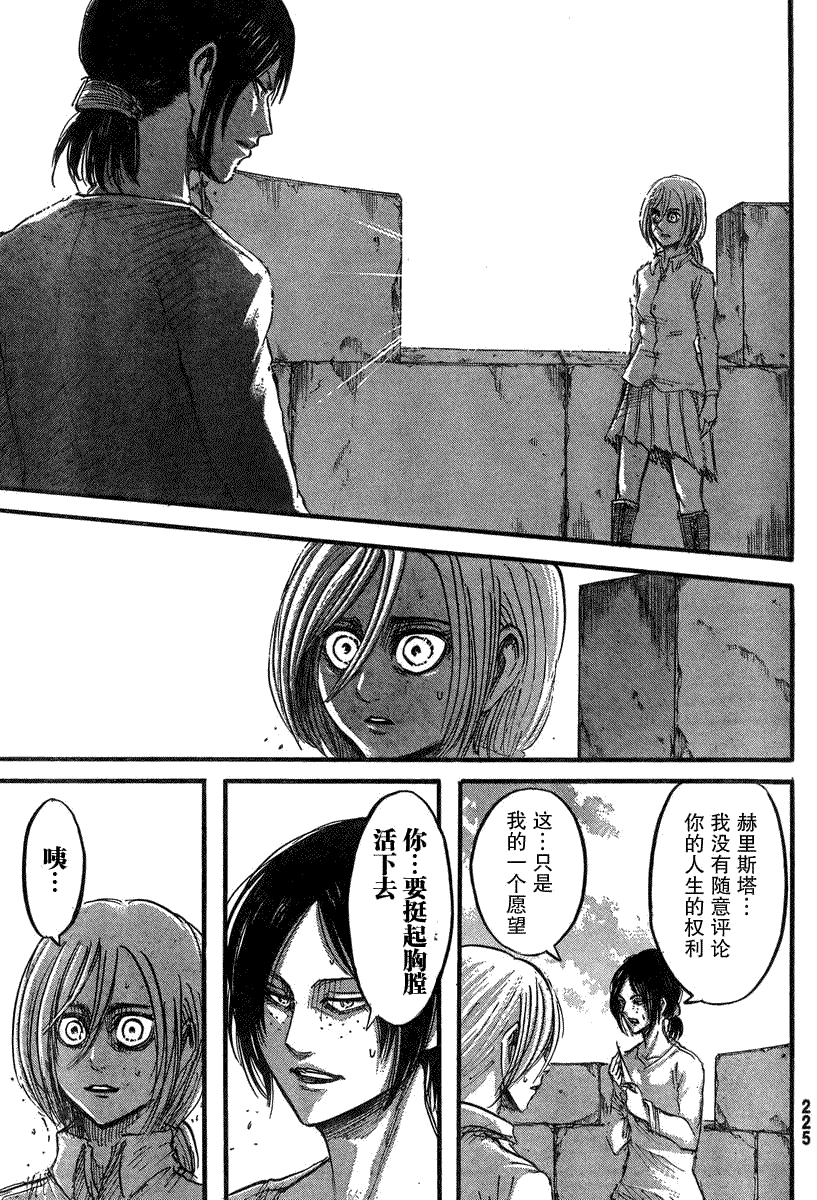 赫里斯塔…
我没有随意评论
你的人生的权利
这…只是
我的一个愿望
你…要挺起胸膛
活下去
咦…
225